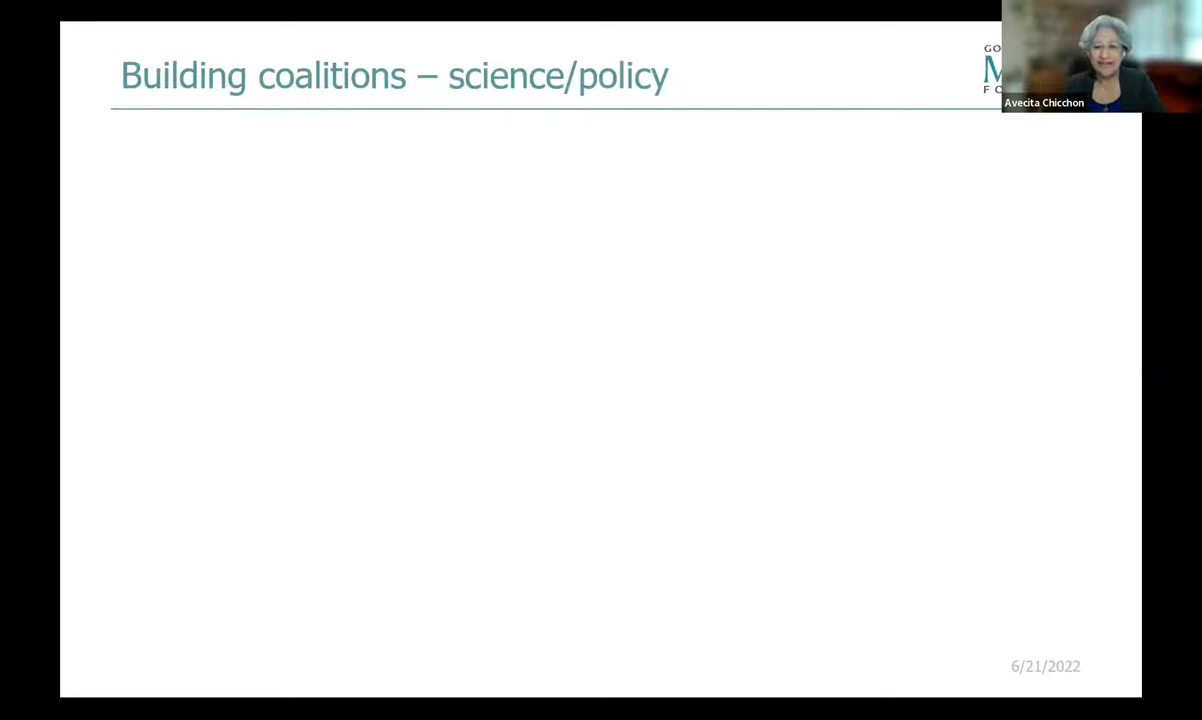 Building coalitions – science/policy
GO
M
F O
Avecita Chicchon
6/21/2022